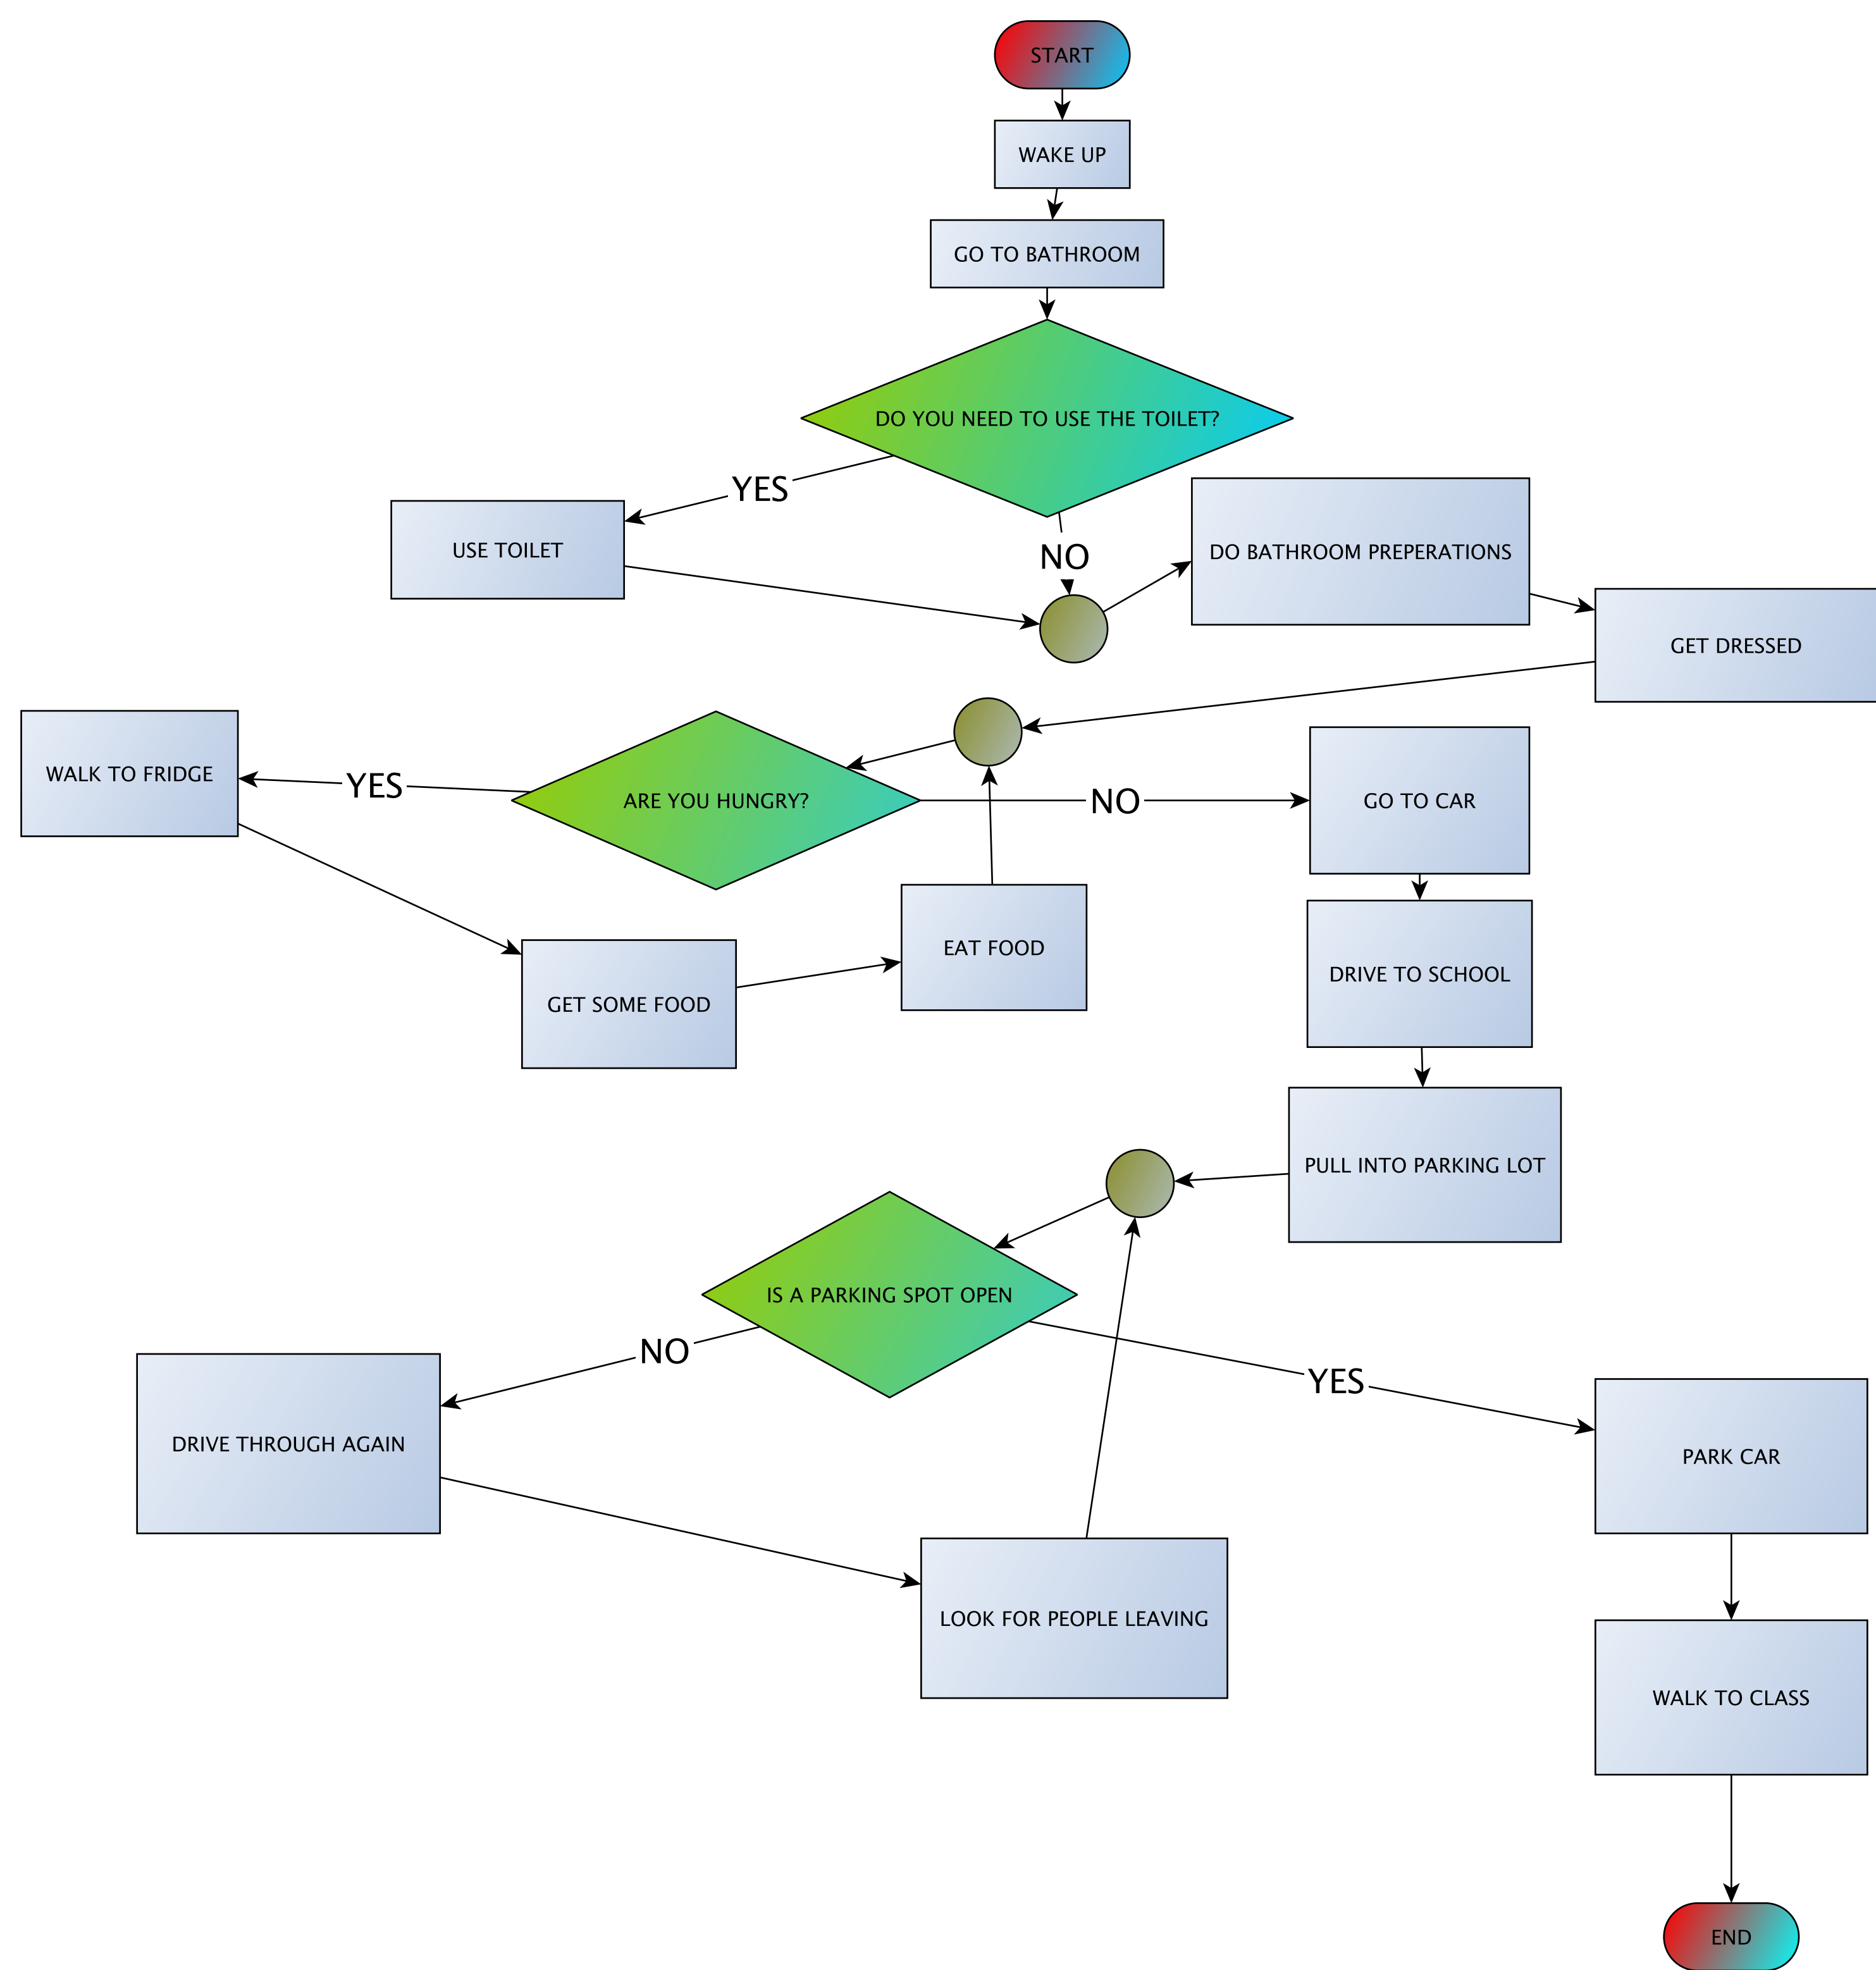 START
WAKE UP
GO TO BATHROOM
DO YOU NEED TO USE THE TOILET?
YES
USE TOILET
NO
DO BATHROOM PREPERATIONS
GET DRESSED
WALK TO FRIDGE
YES
ARE YOU HUNGRY?
NO
GO TO CAR
EAT FOOD
DRIVE TO SCHOOL
GET SOME FOOD
PULL INTO PARKING LOT
IS A PARKING SPOT OPEN
NO
YES
DRIVE THROUGH AGAIN
PARK CAR
LOOK FOR PEOPLE LEAVING
WALK TO CLASS
END